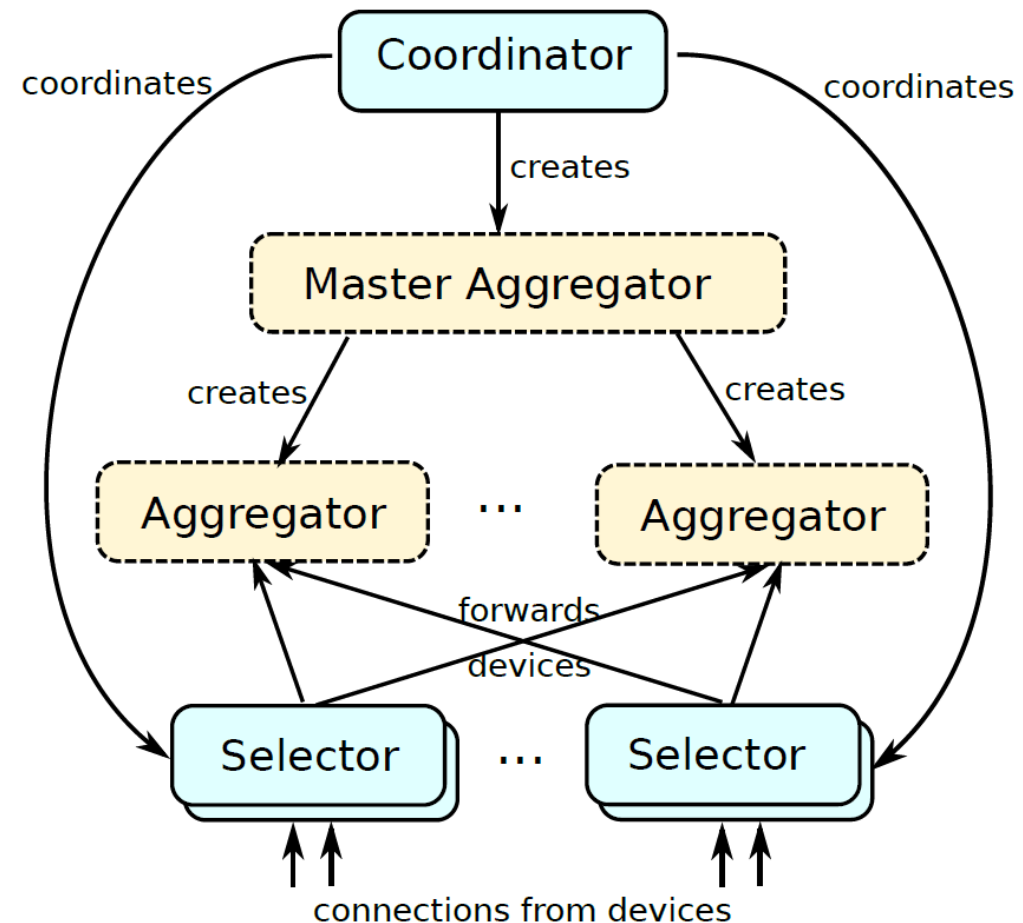 Coordinator
coordinates
coordinates
creates
Master Aggregator
creates
creates
Aggregator
...
Aggregator
forwards
devices
Selector
...
Selector
connections from devices